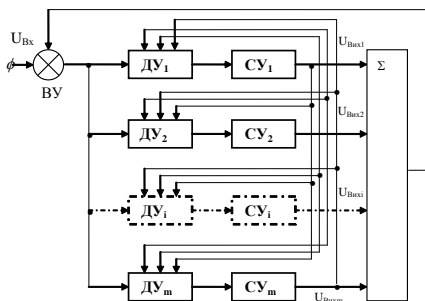 U_Вх
ϕ
ВУ
ДУ₁ СУ₁ U_Вих1 Σ
ДУ₂ СУ₂ U_Вих2
ДУᵢ СУᵢ U_Вихi
ДУₘ СУₘ U_Вихm